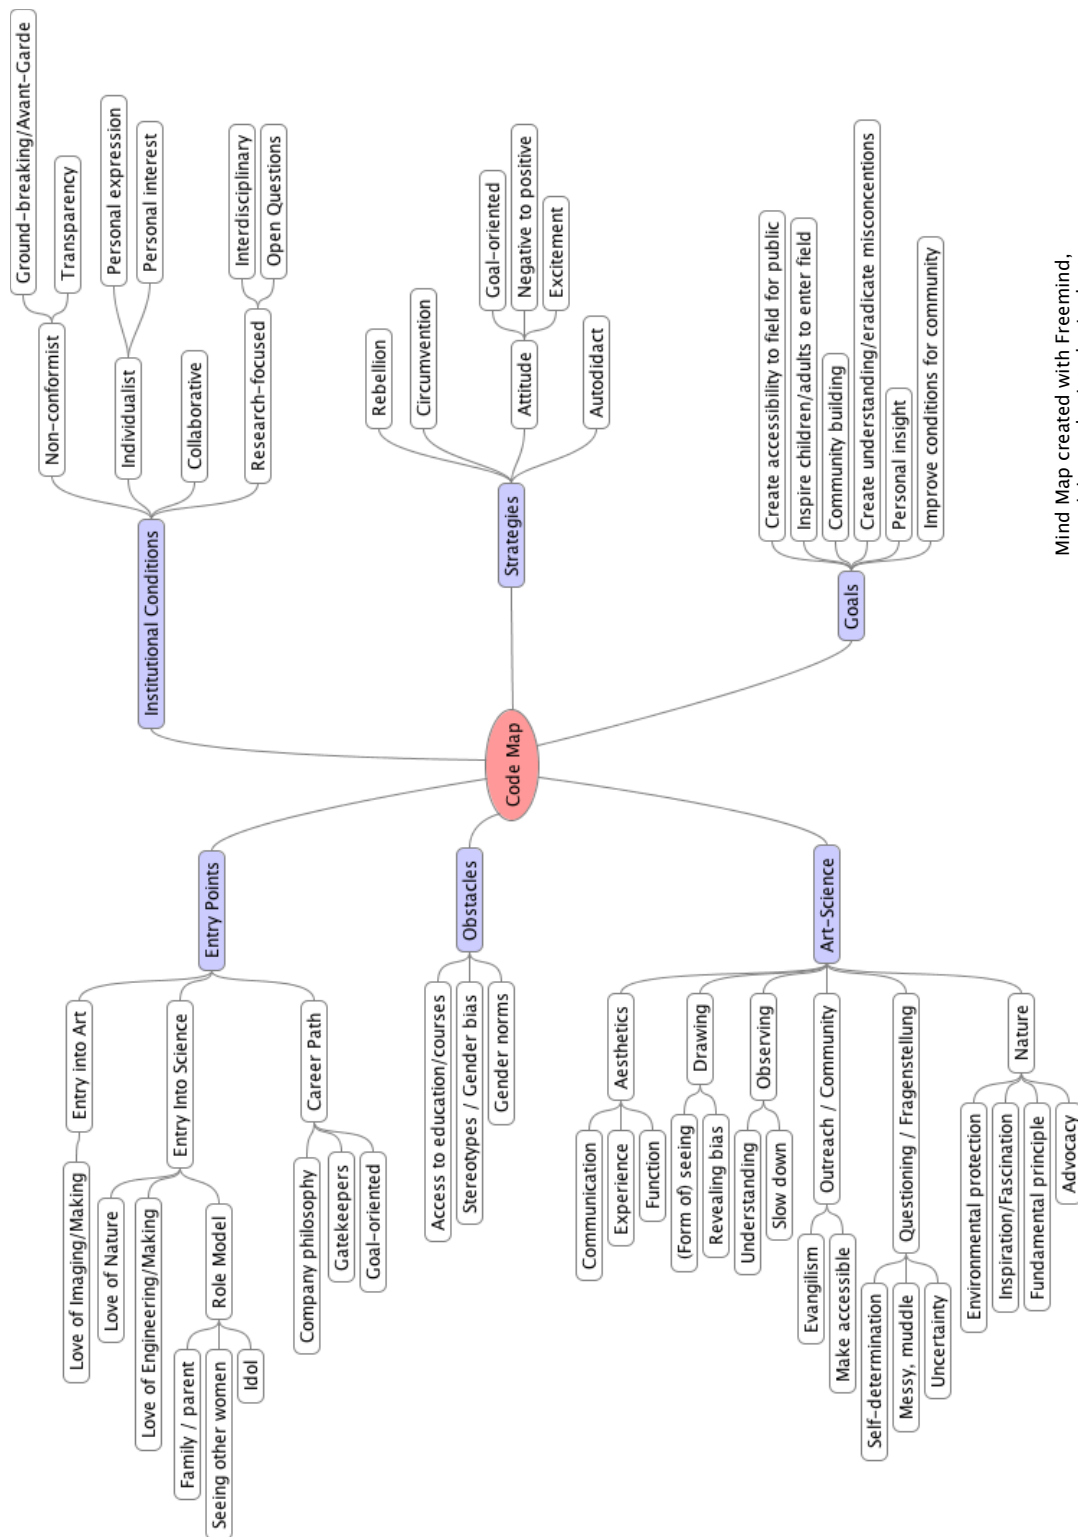 Code Map
Entry Points
Entry into Art
Love of Imaging/Making
Entry Into Science
Love of Nature
Love of Engineering/Making
Role Model
Family / parent
Seeing other women
Idol
Career Path
Company philosophy
Gatekeepers
Goal-oriented
Obstacles
Access to education/courses
Stereotypes / Gender bias
Gender norms
Art-Science
Aesthetics
Communication
Experience
Function
Drawing
(Form of) seeing
Revealing bias
Observing
Understanding
Slow down
Outreach / Community
Evangilism
Make accessible
Questioning / Fragenstellung
Self-determination
Messy, muddle
Uncertainty
Nature
Environmental protection
Inspiration/Fascination
Fundamental principle
Advocacy
Institutional Conditions
Non-conformist
Ground-breaking/Avant-Garde
Transparency
Individualist
Personal expression
Personal interest
Collaborative
Research-focused
Interdisciplinary
Open Questions
Strategies
Rebellion
Circumvention
Attitude
Goal-oriented
Negative to positive
Excitement
Autodidact
Goals
Create accessibility to field for public
Inspire children/adults to enter field
Community building
Create understanding/eradicate misconcentions
Personal insight
Improve conditions for community
Mind Map created with Freemind,